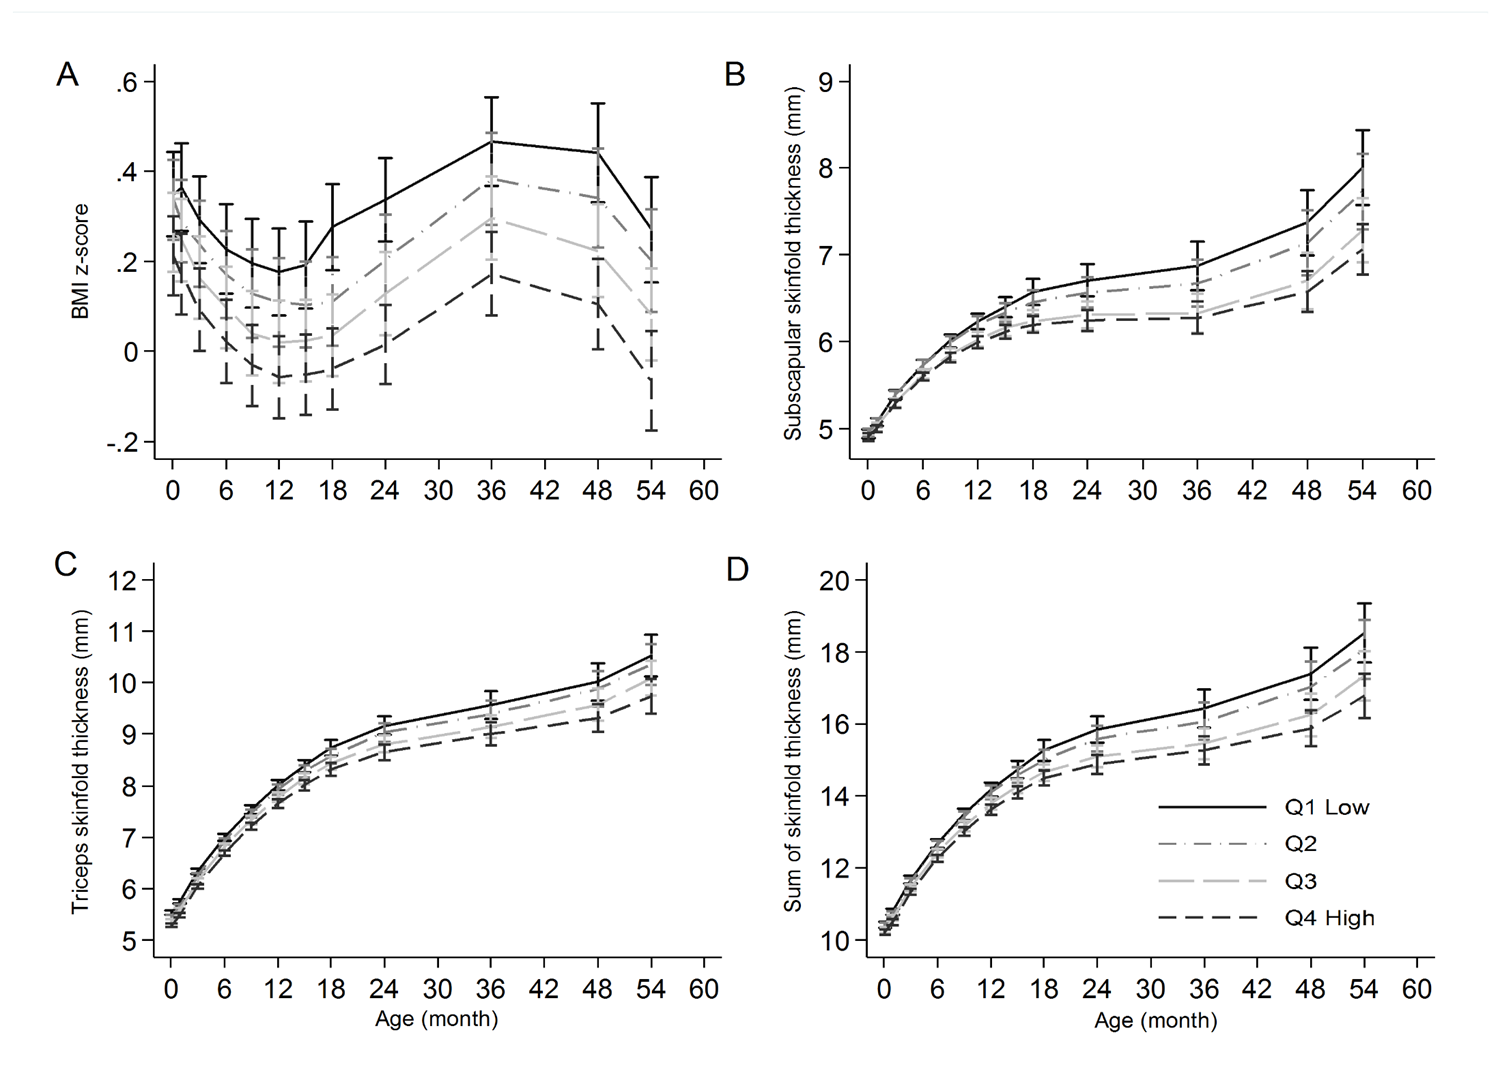 A
BMI z-score
.6
.4
.2
0
-.2
0 6 12 18 24 30 36 42 48 54 60
B
Subscapular skinfold thickness (mm)
9
8
7
6
5
0 6 12 18 24 30 36 42 48 54 60
C
Triceps skinfold thickness (mm)
12
11
10
9
8
7
6
5
0 6 12 18 24 30 36 42 48 54 60
Age (month)
D
Sum of skinfold thickness (mm)
20
18
16
14
12
10
Q1 Low
Q2
Q3
Q4 High
0 6 12 18 24 30 36 42 48 54 60
Age (month)